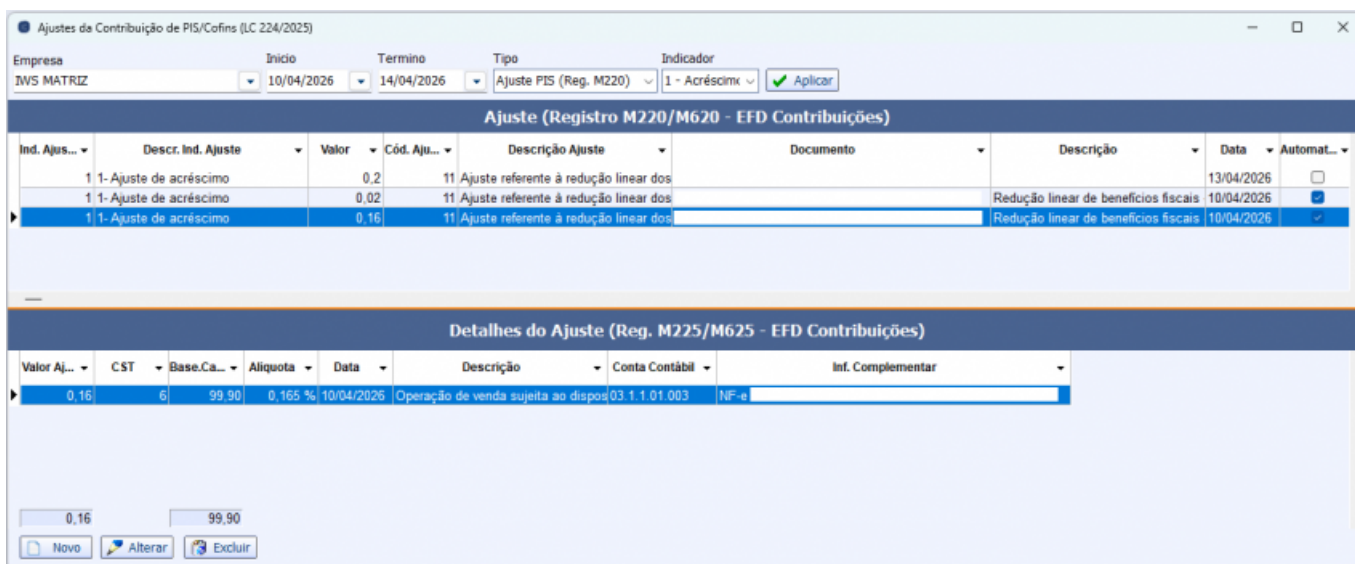 Ajustes da Contribuição de PIS/Cofins (LC 224/2025)
Empresa Inicio Termino Tipo Indicador
IWS MATRIZ 10/04/2026 14/04/2026 Ajuste PIS (Reg. M220) 1 - Acréscimo Aplicar
Ajuste (Registro M220/M620 - EFD Contribuições)
Ind. Ajus... Descr. Ind. Ajuste Valor Cód. Aju... Descrição Ajuste Documento Descrição Data Automat...
1 1- Ajuste de acréscimo 0,2 11 Ajuste referente à redução linear dos 13/04/2026
1 1- Ajuste de acréscimo 0,02 11 Ajuste referente à redução linear dos Redução linear de benefícios fiscais 10/04/2026
1 1- Ajuste de acréscimo 0,16 11 Ajuste referente à redução linear dos Redução linear de benefícios fiscais 10/04/2026
Detalhes do Ajuste (Reg. M225/M625 - EFD Contribuições)
Valor Aj... CST Base.Ca... Aliquota Data Descrição Conta Contábil Inf. Complementar
0,16 6 99,90 0,165 % 10/04/2026 Operação de venda sujeita ao dispos 03.1.1.01.003 NF-e
0,16 99,90
Novo Alterar Excluir